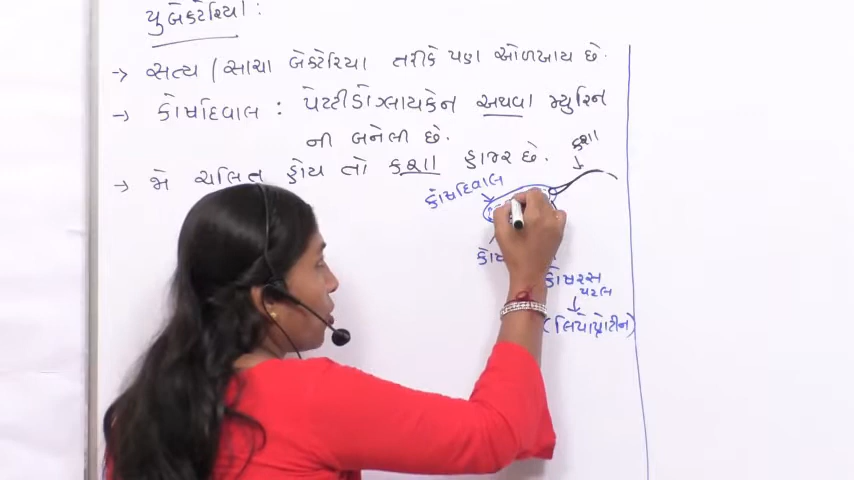 યુ બેક્ટેરિયા :
-> સત્ય / સાચા બેક્ટેરિયા તરીકે પણ ઓળખાય છે.
-> કોષદિવાલ : પેપ્ટીડોગ્લાયકેન અથવા મ્યુરિન
ની બનેલી છે.
-> જો ચલિત હોય તો કશા હાજર છે.
કશા
કોષદિવાલ
કોષરસ
પટલ
(લિપોપ્રોટીન)